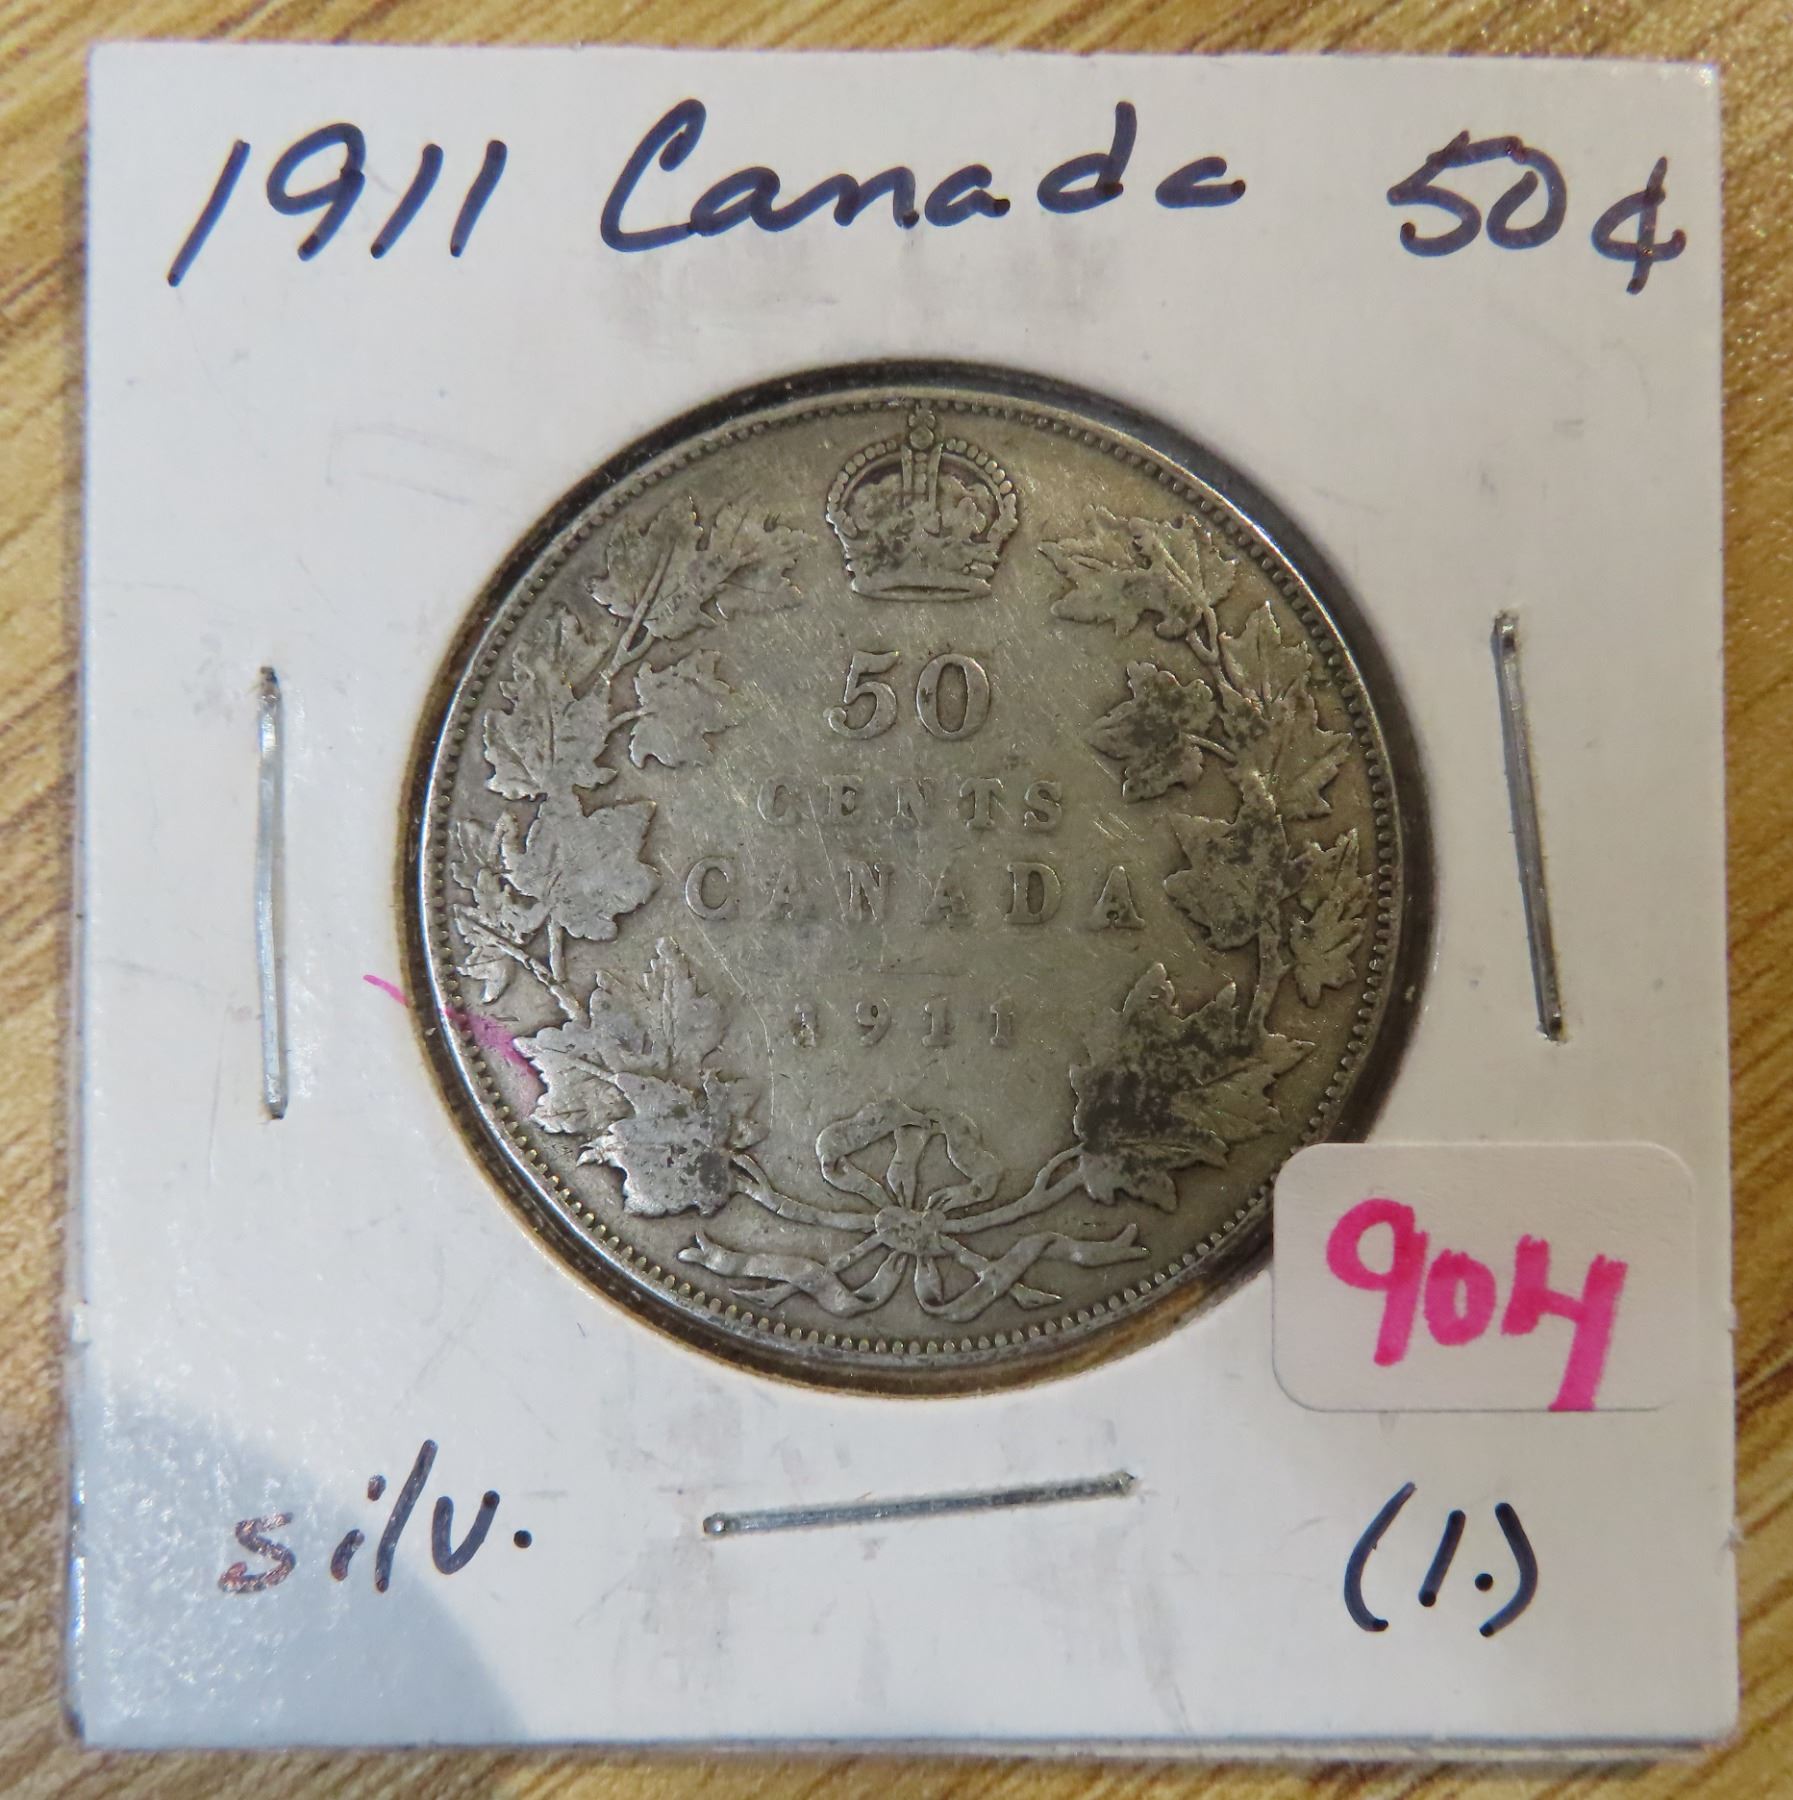 1911 Canada 50¢
50
CENTS
CANADA
1911
904
silv. (1.)